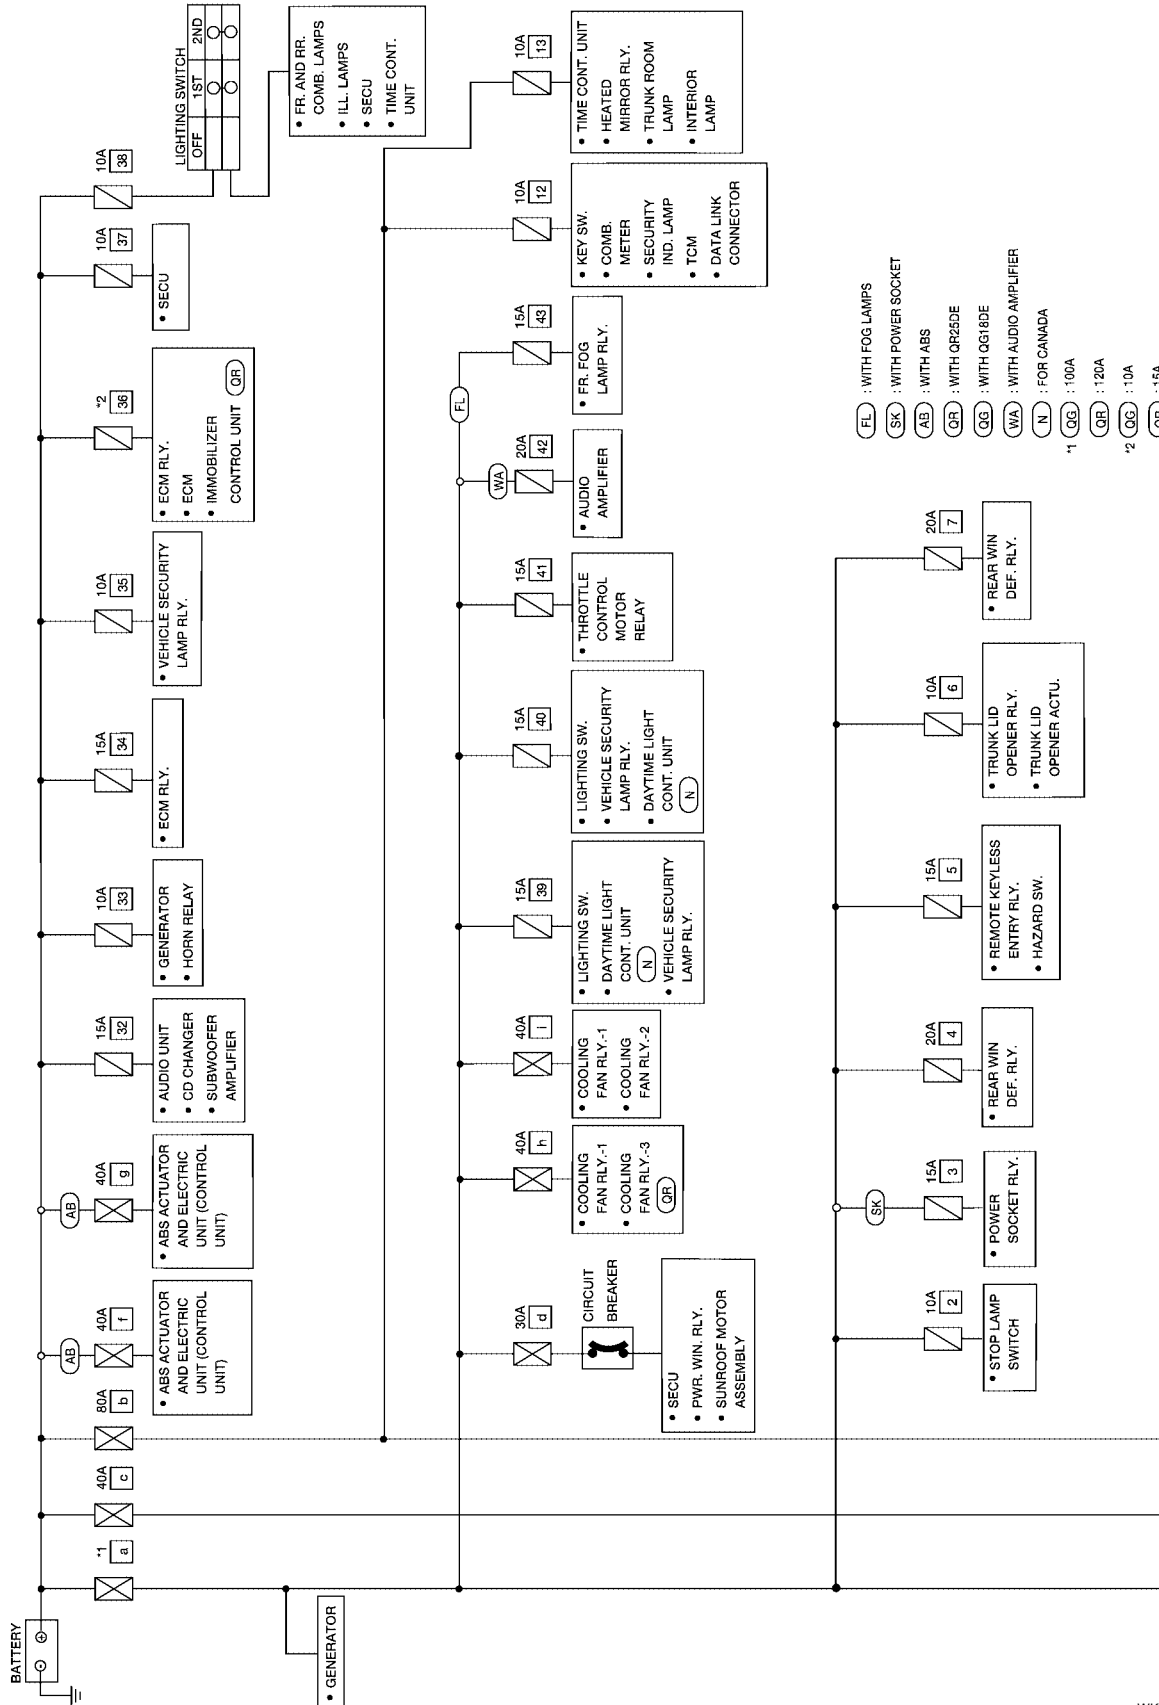 BATTERY
*1
a
40A
c
80A
b
AB
40A
f
• ABS ACTUATOR
AND ELECTRIC
UNIT (CONTROL
UNIT)
AB
40A
g
• ABS ACTUATOR
AND ELECTRIC
UNIT (CONTROL
UNIT)
15A
32
• AUDIO UNIT
• CD CHANGER
• SUBWOOFER
AMPLIFIER
10A
33
• GENERATOR
• HORN RELAY
15A
34
• ECM RLY.
10A
35
• VEHICLE SECURITY
LAMP RLY.
*2
36
• ECM RLY.
• ECM
• IMMOBILIZER
CONTROL UNIT QR
10A
37
• SECU
10A
38
LIGHTING SWITCH
OFF 1ST 2ND
• FR. AND RR.
COMB. LAMPS
• ILL. LAMPS
• SECU
• TIME CONT.
UNIT
• GENERATOR
30A
d
CIRCUIT
BREAKER
• SECU
• PWR. WIN. RLY.
• SUNROOF MOTOR
ASSEMBLY
40A
h
• COOLING
FAN RLY.-1
• COOLING
FAN RLY.-3
QR
40A
i
• COOLING
FAN RLY.-1
• COOLING
FAN RLY.-2
15A
39
• LIGHTING SW.
• DAYTIME LIGHT
CONT. UNIT
N
• VEHICLE SECURITY
LAMP RLY.
15A
40
• LIGHTING SW.
• VEHICLE SECURITY
LAMP RLY.
• DAYTIME LIGHT
CONT. UNIT
N
15A
41
• THROTTLE
CONTROL
MOTOR
RELAY
WA
20A
42
• AUDIO
AMPLIFIER
FL
15A
43
• FR. FOG
LAMP RLY.
10A
12
• KEY SW.
• COMB.
METER
• SECURITY
IND. LAMP
• TCM
• DATA LINK
CONNECTOR
10A
13
• TIME CONT. UNIT
• HEATED
MIRROR RLY.
• TRUNK ROOM
LAMP
• INTERIOR
LAMP
10A
2
• STOP LAMP
SWITCH
SK
15A
3
• POWER
SOCKET RLY.
20A
4
• REAR WIN
DEF. RLY.
15A
5
• REMOTE KEYLESS
ENTRY RLY.
• HAZARD SW.
10A
6
• TRUNK LID
OPENER RLY.
• TRUNK LID
OPENER ACTU.
20A
7
• REAR WIN
DEF. RLY.
FL : WITH FOG LAMPS
SK : WITH POWER SOCKET
AB : WITH ABS
QR : WITH QR25DE
QG : WITH QG18DE
WA : WITH AUDIO AMPLIFIER
N : FOR CANADA
*1 QG : 100A
QR : 120A
*2 QG : 10A
QR : 15A